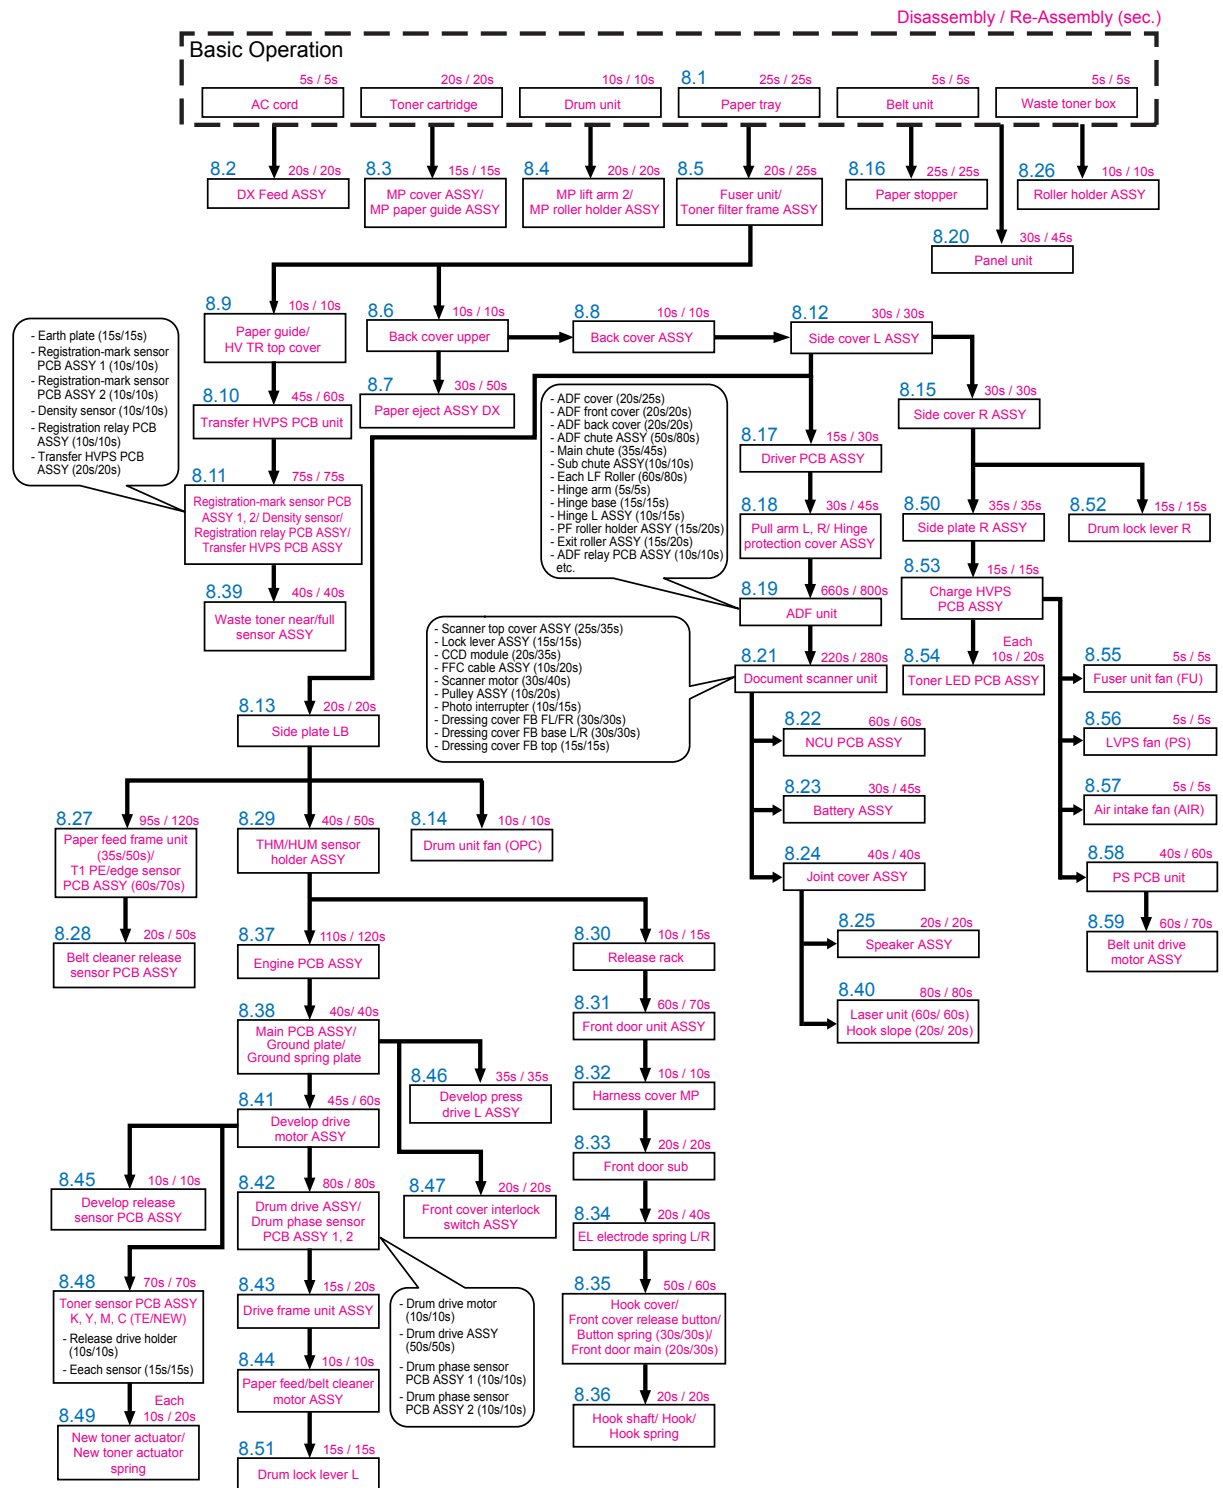 Disassembly / Re-Assembly (sec.)
Basic Operation
5s / 5s
AC cord
20s / 20s
Toner cartridge
10s / 10s
Drum unit
8.1
25s / 25s
Paper tray
5s / 5s
Belt unit
5s / 5s
Waste toner box
8.2
20s / 20s
DX Feed ASSY
8.3
15s / 15s
MP cover ASSY/
MP paper guide ASSY
8.4
20s / 20s
MP lift arm 2/
MP roller holder ASSY
8.5
20s / 25s
Fuser unit/
Toner filter frame ASSY
8.16
25s / 25s
Paper stopper
8.26
10s / 10s
Roller holder ASSY
8.20
30s / 45s
Panel unit
8.9
10s / 10s
Paper guide/
HV TR top cover
8.6
10s / 10s
Back cover upper
8.8
10s / 10s
Back cover ASSY
8.12
30s / 30s
Side cover L ASSY
- Earth plate (15s/15s)
- Registration-mark sensor
PCB ASSY 1 (10s/10s)
- Registration-mark sensor
PCB ASSY 2 (10s/10s)
- Density sensor (10s/10s)
- Registration relay PCB
ASSY (10s/10s)
- Transfer HVPS PCB
ASSY (20s/20s)
8.10
45s / 60s
Transfer HVPS PCB unit
8.7
30s / 50s
Paper eject ASSY DX
8.15
30s / 30s
Side cover R ASSY
- ADF cover (20s/25s)
- ADF front cover (20s/20s)
- ADF back cover (20s/20s)
- ADF chute ASSY (50s/80s)
- Main chute (35s/45s)
- Sub chute ASSY(10s/10s)
- Each LF Roller (60s/80s)
- Hinge arm (5s/5s)
- Hinge base (15s/15s)
- Hinge L ASSY (10s/15s)
- PF roller holder ASSY (15s/20s)
- Exit roller ASSY (15s/20s)
- ADF relay PCB ASSY (10s/10s)
etc.
8.17
15s / 30s
Driver PCB ASSY
8.11
75s / 75s
Registration-mark sensor PCB
ASSY 1, 2/ Density sensor/
Registration relay PCB ASSY/
Transfer HVPS PCB ASSY
8.18
30s / 45s
Pull arm L, R/ Hinge
protection cover ASSY
8.50
35s / 35s
Side plate R ASSY
8.52
15s / 15s
Drum lock lever R
8.39
40s / 40s
Waste toner near/full
sensor ASSY
8.19
660s / 800s
ADF unit
8.53
15s / 15s
Charge HVPS
PCB ASSY
- Scanner top cover ASSY (25s/35s)
- Lock lever ASSY (15s/15s)
- CCD module (20s/35s)
- FFC cable ASSY (10s/20s)
- Scanner motor (30s/40s)
- Pulley ASSY (10s/20s)
- Photo interrupter (10s/15s)
- Dressing cover FB FL/FR (30s/30s)
- Dressing cover FB base L/R (30s/30s)
- Dressing cover FB top (15s/15s)
8.21
220s / 280s
Document scanner unit
Each
8.54
10s / 20s
Toner LED PCB ASSY
8.55
5s / 5s
Fuser unit fan (FU)
8.13
20s / 20s
Side plate LB
8.22
60s / 60s
NCU PCB ASSY
8.56
5s / 5s
LVPS fan (PS)
8.23
30s / 45s
Battery ASSY
8.57
5s / 5s
Air intake fan (AIR)
8.27
95s / 120s
Paper feed frame unit
(35s/50s)/
T1 PE/edge sensor
PCB ASSY (60s/70s)
8.29
40s / 50s
THM/HUM sensor
holder ASSY
8.14
10s / 10s
Drum unit fan (OPC)
8.24
40s / 40s
Joint cover ASSY
8.58
40s / 60s
PS PCB unit
8.28
20s / 50s
Belt cleaner release
sensor PCB ASSY
8.37
110s / 120s
Engine PCB ASSY
8.30
10s / 15s
Release rack
8.25
20s / 20s
Speaker ASSY
8.59
60s / 70s
Belt unit drive
motor ASSY
8.38
40s/ 40s
Main PCB ASSY/
Ground plate/
Ground spring plate
8.31
60s / 70s
Front door unit ASSY
8.40
80s / 80s
Laser unit (60s/ 60s)
Hook slope (20s/ 20s)
8.46
35s / 35s
Develop press
drive L ASSY
8.32
10s / 10s
Harness cover MP
8.41
45s / 60s
Develop drive
motor ASSY
8.33
20s / 20s
Front door sub
8.45
10s / 10s
Develop release
sensor PCB ASSY
8.42
80s / 80s
Drum drive ASSY/
Drum phase sensor
PCB ASSY 1, 2
8.47
20s / 20s
Front cover interlock
switch ASSY
8.34
20s / 40s
EL electrode spring L/R
8.48
70s / 70s
Toner sensor PCB ASSY
K, Y, M, C (TE/NEW)
- Release drive holder
(10s/10s)
- Eeach sensor (15s/15s)
8.43
15s / 20s
Drive frame unit ASSY
- Drum drive motor
(10s/10s)
- Drum drive ASSY
(50s/50s)
- Drum phase sensor
PCB ASSY 1 (10s/10s)
- Drum phase sensor
PCB ASSY 2 (10s/10s)
8.35
50s / 60s
Hook cover/
Front cover release button/
Button spring (30s/30s)/
Front door main (20s/30s)
8.44
10s / 10s
Paper feed/belt cleaner
motor ASSY
8.36
20s / 20s
Hook shaft/ Hook/
Hook spring
Each
8.49
10s / 20s
New toner actuator/
New toner actuator
spring
8.51
15s / 15s
Drum lock lever L